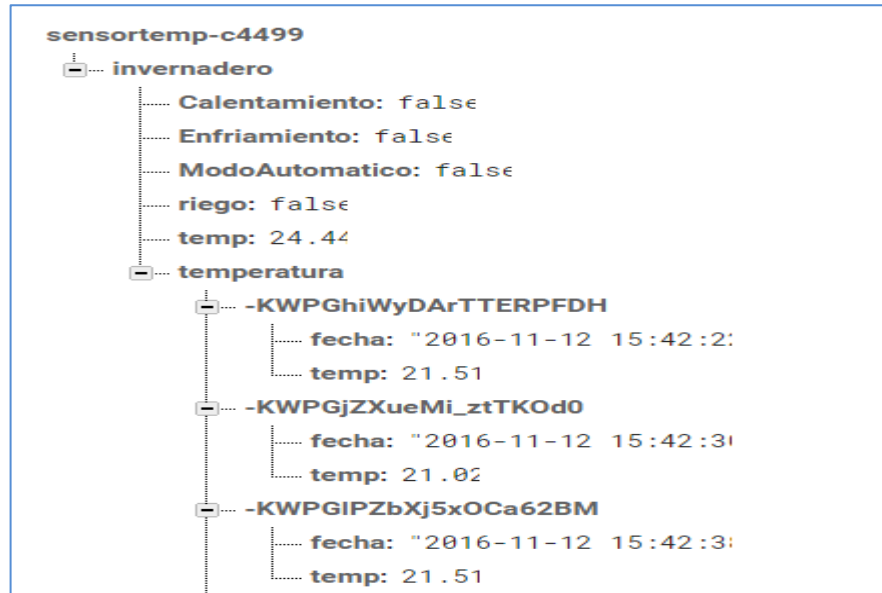 sensortemp-c4499
invernadero
Calentamiento: false
Enfriamiento: false
ModoAutomatico: false
riego: false
temp: 24.44
temperatura
-KWPGhiWyDArTTERPFDH
fecha: "2016-11-12 15:42:2
temp: 21.51
-KWPGjZXueMi_ztTKOd0
fecha: "2016-11-12 15:42:3
temp: 21.02
-KWPGlPZbXj5xOCa62BM
fecha: "2016-11-12 15:42:3
temp: 21.51